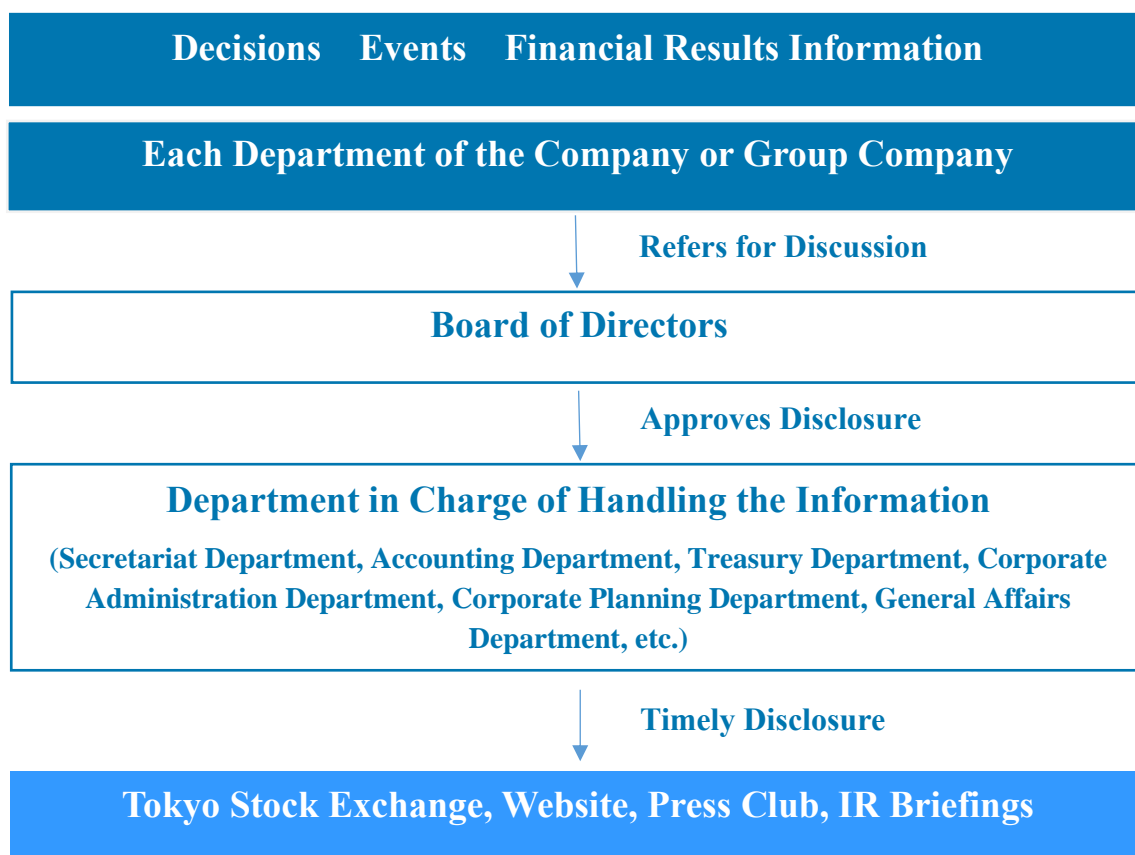 Decisions Events Financial Results Information
Each Department of the Company or Group Company
Refers for Discussion
Board of Directors
Approves Disclosure
Department in Charge of Handling the Information
(Secretariat Department, Accounting Department, Treasury Department, Corporate
Administration Department, Corporate Planning Department, General Affairs
Department, etc.)
Timely Disclosure
Tokyo Stock Exchange, Website, Press Club, IR Briefings